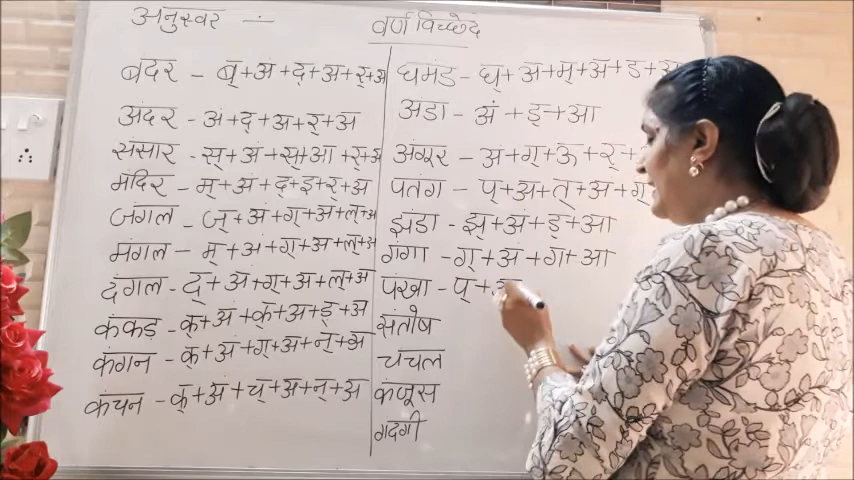 अनुस्वर :-
वर्ण विच्छेद
बंदर - ब्+अं+द्+अ+र्+अ
अंदर - अं+द्+अ+र्+अ
संसार - स्+अं+स्+आ+र्+अ
मंदिर - म्+अं+द्+इ+र्+अ
जंगल - ज्+अं+ग्+अ+ल्+अ
मंगल - म्+अं+ग्+अ+ल्+अ
दंगल - द्+अं+ग्+अ+ल्+अ
कंकड़ - क्+अं+क्+अ+ड़्+अ
कंगन - क्+अं+ग्+अ+न्+अ
कंचन - क्+अं+च्+अ+न्+अ
घमंड - घ्+अ+म्+अं+ड+अ
अंडा - अं+ड्+आ
अंगूर - अं+ग्+ऊ+र्+
पतंग - प्+अ+त्+अं+ग्
झंडा - झ्+अं+ड्+आ
गंगा - ग्+अं+ग्+आ
पंखा - प्+
संतोष
चंचल
कंजूस
गंदगी